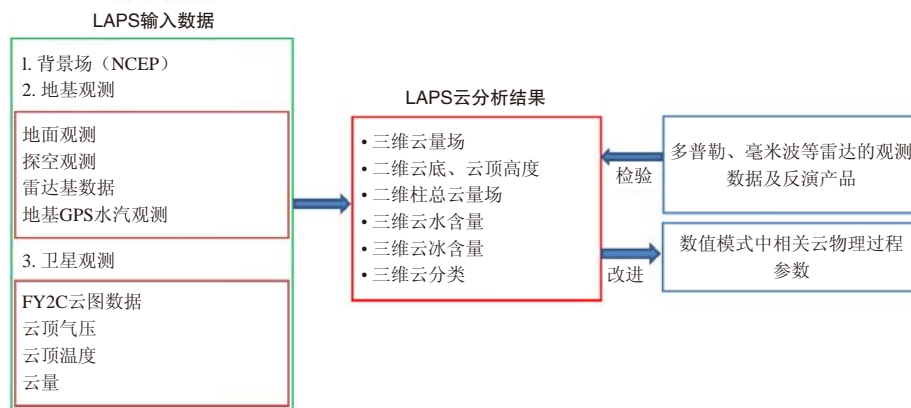 LAPS输入数据
1. 背景场（NCEP）
2. 地基观测
地面观测
探空观测
雷达基数据
地基GPS水汽观测
3. 卫星观测
FY2C云图数据
云顶气压
云顶温度
云量
LAPS云分析结果
• 三维云量场
• 二维云底、云顶高度
• 二维柱总云量场
• 三维云水含量
• 三维云冰含量
• 三维云分类
检验
改进
多普勒、毫米波等雷达的观测
数据及反演产品
数值模式中相关云物理过程
参数